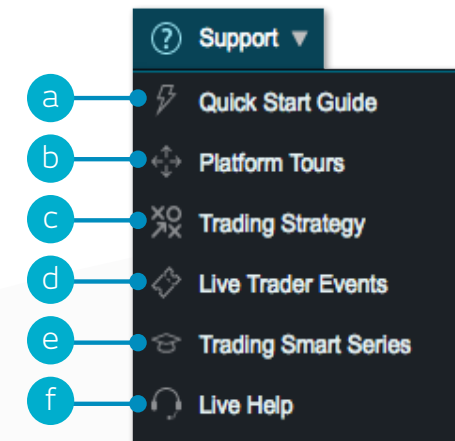 Support
a Quick Start Guide
b Platform Tours
c Trading Strategy
d Live Trader Events
e Trading Smart Series
f Live Help